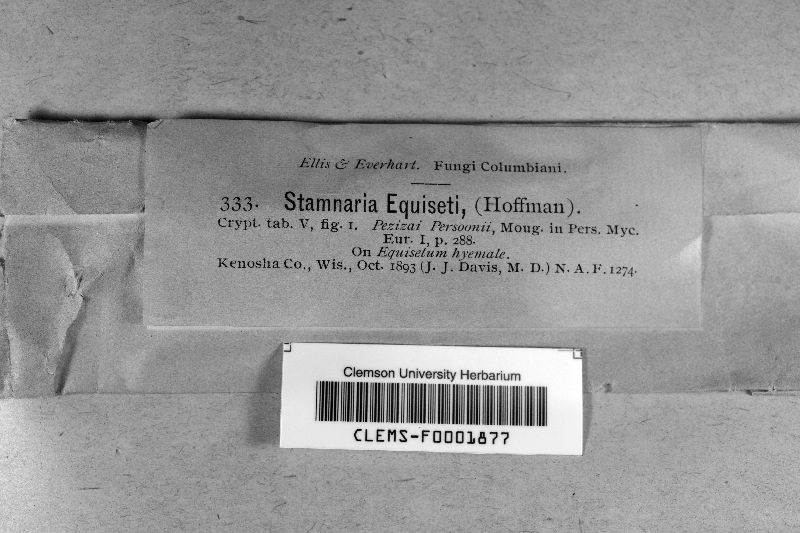 Ellis & Everhart. Fungi Columbiani.
333. Stamnaria Equiseti, (Hoffman).
Crypt. tab. V, fig. 1. Pezizai Persoonii, Moug. in Pers. Myc.
Eur. I, p. 288.
On Equisetum hyemale.
Kenosha Co., Wis., Oct. 1893 (J. J. Davis, M. D.) N. A. F. 1274.
Clemson University Herbarium
CLEMS-F0001877